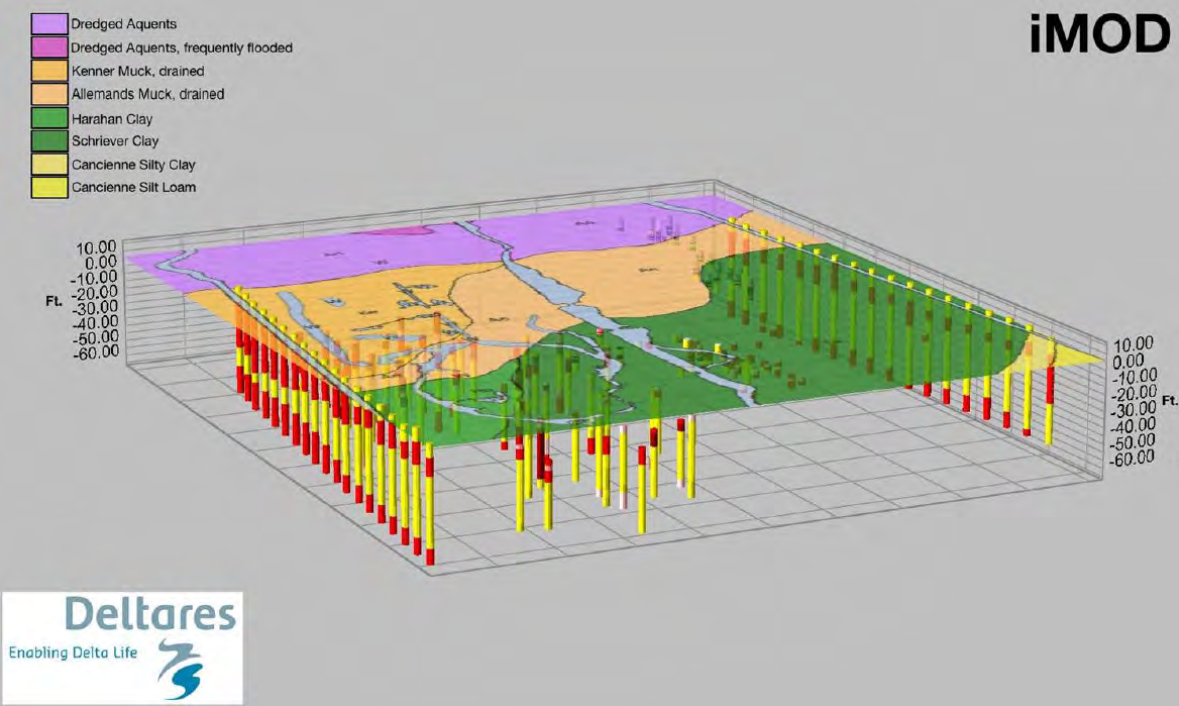 Dredged Aquents
Dredged Aquents, frequently flooded
Kenner Muck, drained
Allemands Muck, drained
Harahan Clay
Schriever Clay
Cancienne Silty Clay
Cancienne Silt Loam
iMOD
10.00
0.00
-10.00
-20.00
Ft. -30.00
-40.00
-50.00
-60.00
10.00
0.00
-10.00
-20.00
-30.00 Ft.
-40.00
-50.00
-60.00
Deltares
Enabling Delta Life